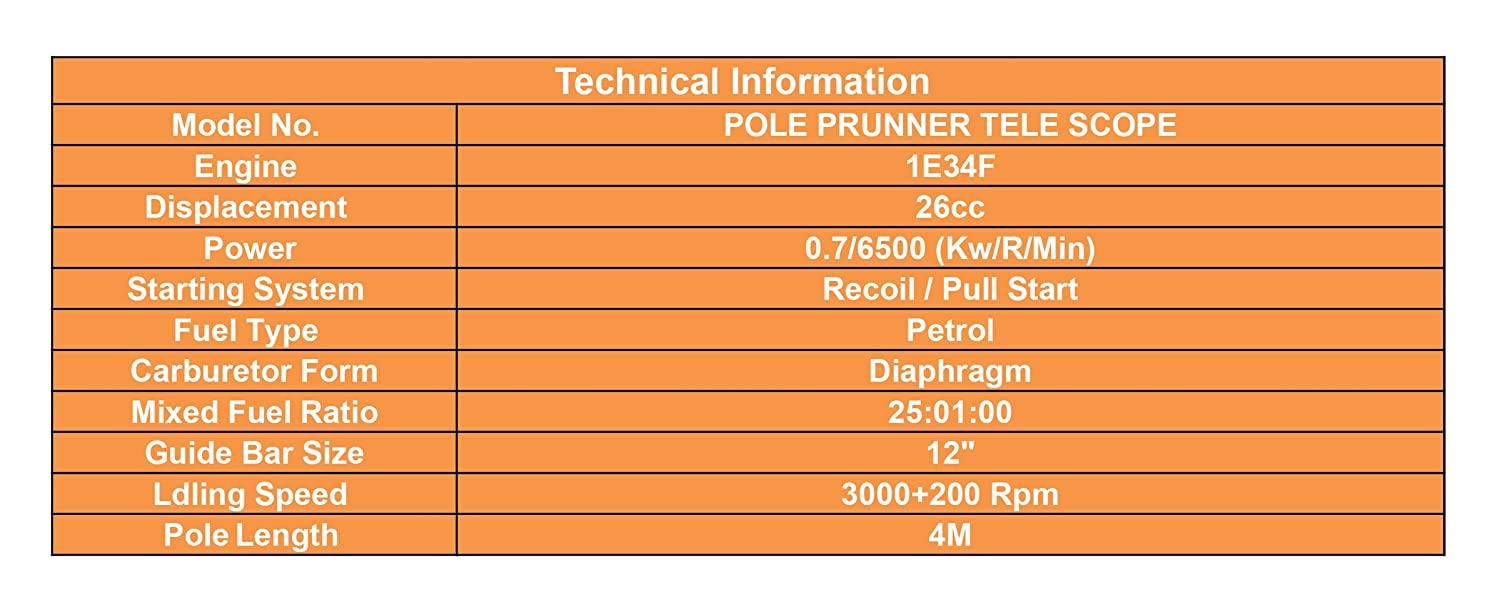 Technical Information
Model No. POLE PRUNNER TELE SCOPE
Engine 1E34F
Displacement 26cc
Power 0.7/6500 (Kw/R/Min)
Starting System Recoil / Pull Start
Fuel Type Petrol
Carburetor Form Diaphragm
Mixed Fuel Ratio 25:01:00
Guide Bar Size 12"
Ldling Speed 3000+200 Rpm
Pole Length 4M